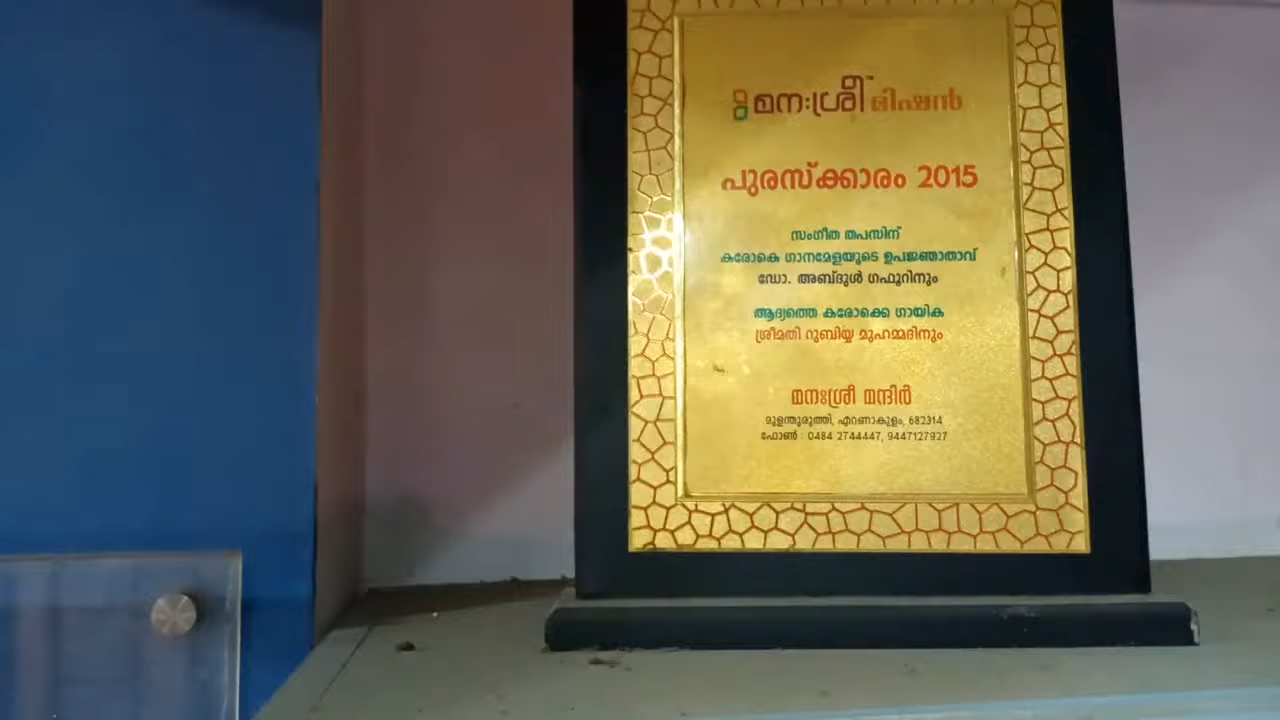 മനഃശ്രീ™ മിഷൻ
പുരസ്ക്കാരം 2015
സംഗീത തപസിന്
കരോകെ ഗാനമേളയുടെ ഉപജ്ഞാതാവ്
ഡോ. അബ്ദുൾ ഗഫൂറിനും
ആദ്യത്തെ കരോക്കെ ഗായിക
ശ്രീമതി റുബിയ്യ മുഹമ്മദിനും
മനഃശ്രീ മന്ദിർ
മുളന്തുരുത്തി, എറണാകുളം, 682314
ഫോൺ : 0484 2744447, 9447127927